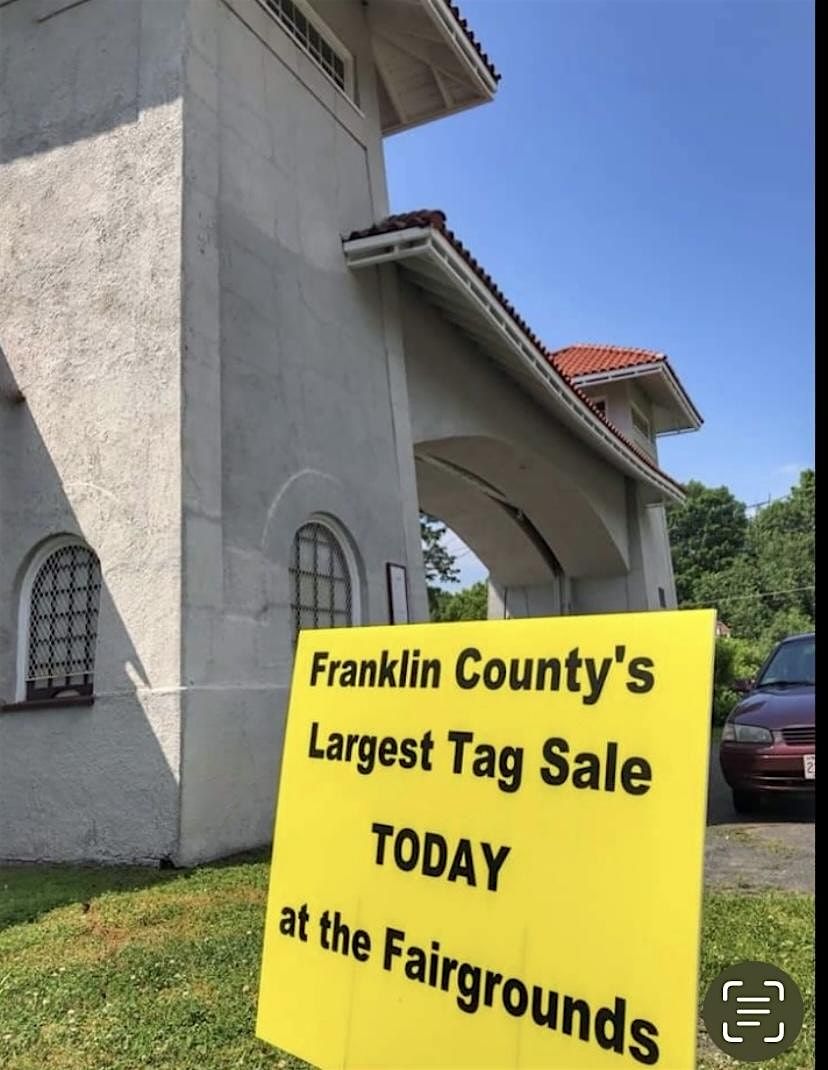 Franklin County's
Largest Tag Sale
TODAY
at the Fairgrounds